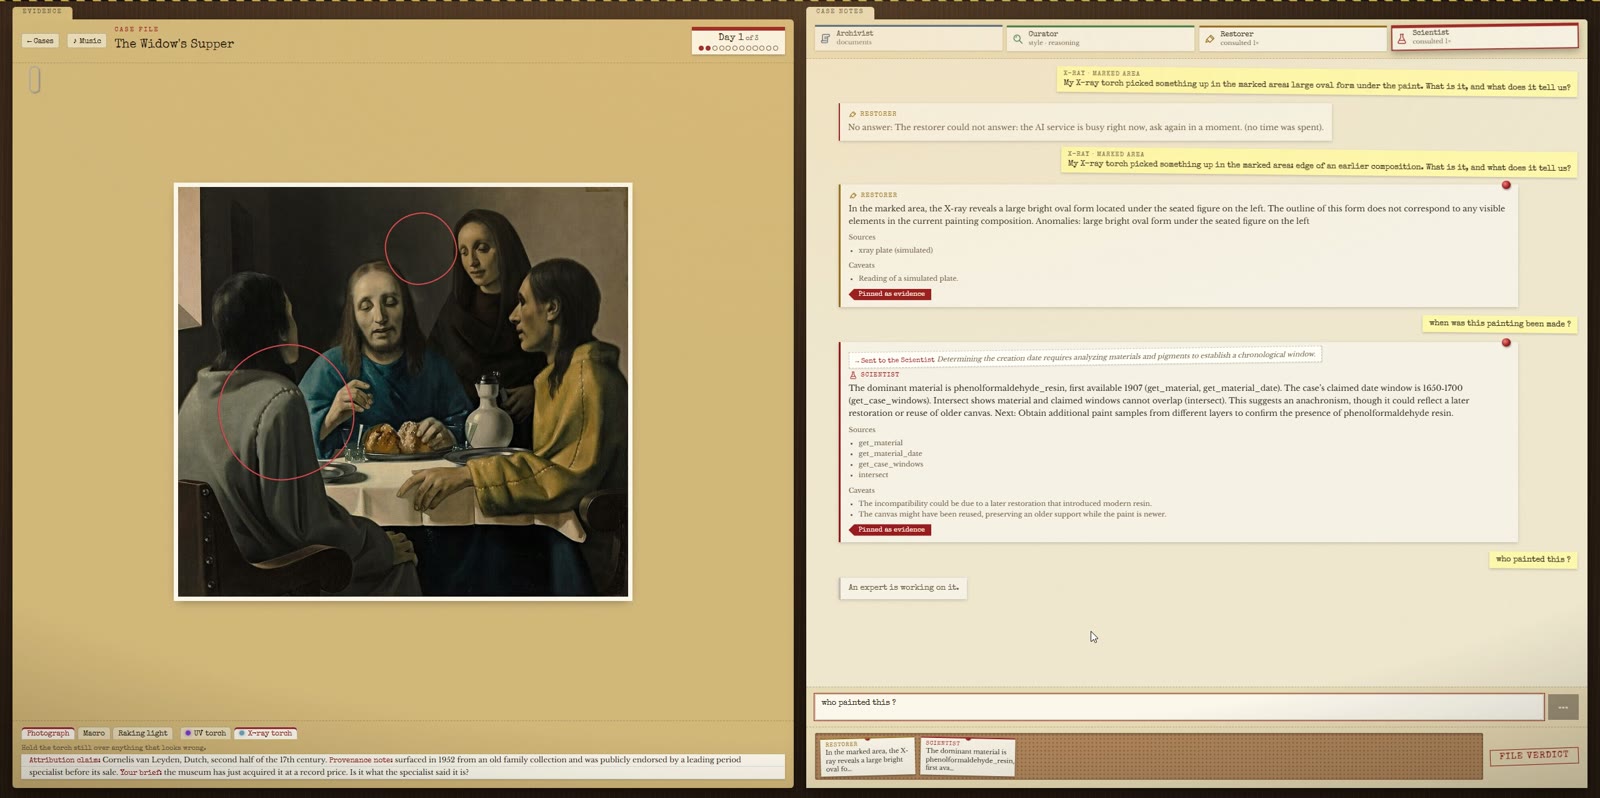 EVIDENCE
← Cases
♪ Music
CASE FILE
The Widow's Supper
Day 1 of 5
Photograph
Macro
Raking light
UV torch
X-ray torch
Hold the torch still over anything that looks wrong.
Attribution claim: Cornelis van Leyden, Dutch, second half of the 17th century. Provenance note: surfaced in 1952 from an old family collection and was publicly endorsed by a leading period
specialist before its sale. Your brief: the museum has just acquired it at a record price. Is it what the specialist said it is?
CASE NOTES
Archivist
documents
Curator
style · reasoning
Restorer
consulted 1×
Scientist
consulted 1×
X-RAY · MARKED AREA
My X-ray torch picked something up in the marked area: large oval form under the paint. What is it, and what does it tell us?
RESTORER
No answer: The restorer could not answer: the AI service is busy right now, ask again in a moment. (no time was spent).
X-RAY · MARKED AREA
My X-ray torch picked something up in the marked area: edge of an earlier composition. What is it, and what does it tell us?
RESTORER
In the marked area, the X-ray reveals a large bright oval form located under the seated figure on the left. The outline of this form does not correspond to any visible
elements in the current painting composition. Anomalies: large bright oval form under the seated figure on the left
Sources
• xray plate (simulated)
Caveats
• Reading of a simulated plate.
Pinned as evidence
when was this painting been made ?
→ Sent to the Scientist Determining the creation date requires analyzing materials and pigments to establish a chronological window.
SCIENTIST
The dominant material is phenolformaldehyde_resin, first available 1907 (get_material, get_material_date). The case's claimed date window is 1650-1700
(get_case_windows). Intersect shows material and claimed windows cannot overlap (intersect). This suggests an anachronism, though it could reflect a later
restoration or reuse of older canvas. Next: Obtain additional paint samples from different layers to confirm the presence of phenolformaldehyde resin.
Sources
• get_material
• get_material_date
• get_case_windows
• intersect
Caveats
• The incompatibility could be due to a later restoration that introduced modern resin.
• The canvas might have been reused, preserving an older support while the paint is newer.
Pinned as evidence
who painted this ?
An expert is working on it.
who painted this ?
RESTORER
In the marked area, the X-
ray reveals a large bright
oval fo...
SCIENTIST
The dominant material is
phenolformaldehyde_resin,
first ava...
FILE VERDICT